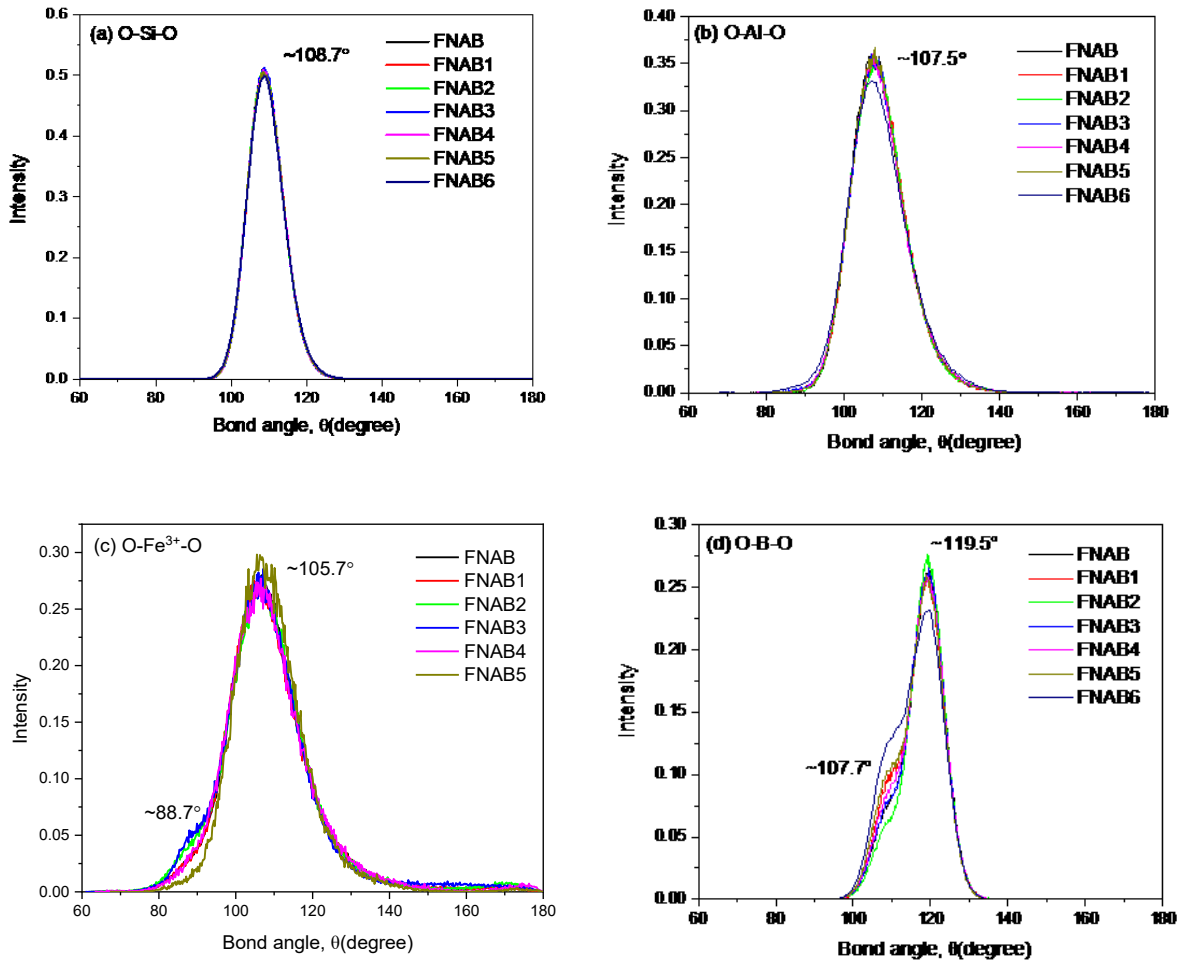 (a) O-Si-O
~108.7°
FNAB
FNAB1
FNAB2
FNAB3
FNAB4
FNAB5
FNAB6
Intensity
0.6
0.5
0.4
0.3
0.2
0.1
0.0
60 80 100 120 140 160 180
Bond angle, θ(degree)
(b) O-Al-O
~107.5°
FNAB
FNAB1
FNAB2
FNAB3
FNAB4
FNAB5
FNAB6
Intensity
0.40
0.35
0.30
0.25
0.20
0.15
0.10
0.05
0.00
60 80 100 120 140 160 180
Bond angle, θ(degree)
(c) O-Fe³⁺-O
~105.7°
~88.7°
FNAB
FNAB1
FNAB2
FNAB3
FNAB4
FNAB5
Intensity
0.30
0.25
0.20
0.15
0.10
0.05
0.00
60 80 100 120 140 160 180
Bond angle, θ(degree)
(d) O-B-O
~119.5°
~107.7°
FNAB
FNAB1
FNAB2
FNAB3
FNAB4
FNAB5
FNAB6
Intensity
0.30
0.25
0.20
0.15
0.10
0.05
0.00
80 100 120 140 160 180
Bond angle, θ(degree)